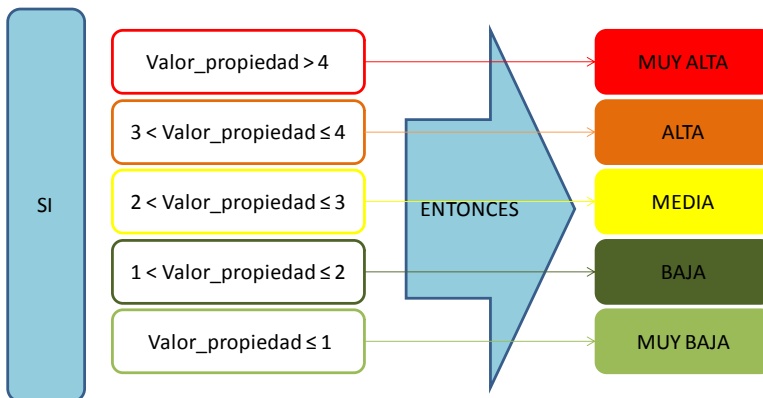 SI
Valor_propiedad > 4
3 < Valor_propiedad ≤ 4
2 < Valor_propiedad ≤ 3
1 < Valor_propiedad ≤ 2
Valor_propiedad ≤ 1
ENTONCES
MUY ALTA
ALTA
MEDIA
BAJA
MUY BAJA